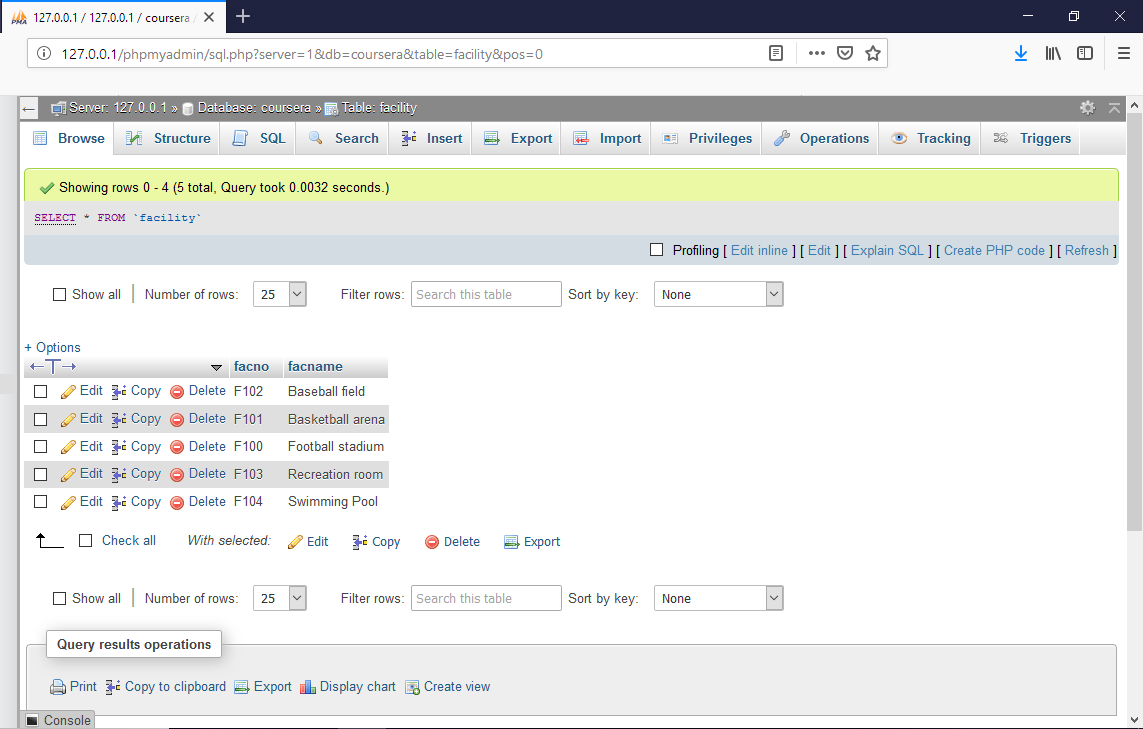 127.0.0.1 / 127.0.0.1 / coursera
127.0.0.1/phpmyadmin/sql.php?server=1&db=coursera&table=facility&pos=0
Server: 127.0.0.1 » Database: coursera » Table: facility
Browse Structure SQL Search Insert Export Import Privileges Operations Tracking Triggers
Showing rows 0 - 4 (5 total, Query took 0.0032 seconds.)
SELECT * FROM `facility`
Profiling [ Edit inline ] [ Edit ] [ Explain SQL ] [ Create PHP code ] [ Refresh ]
Show all Number of rows: 25 Filter rows: Search this table Sort by key: None
+ Options
←T→ facno facname
Edit Copy Delete F102 Baseball field
Edit Copy Delete F101 Basketball arena
Edit Copy Delete F100 Football stadium
Edit Copy Delete F103 Recreation room
Edit Copy Delete F104 Swimming Pool
Check all With selected: Edit Copy Delete Export
Show all Number of rows: 25 Filter rows: Search this table Sort by key: None
Query results operations
Print Copy to clipboard Export Display chart Create view
Console